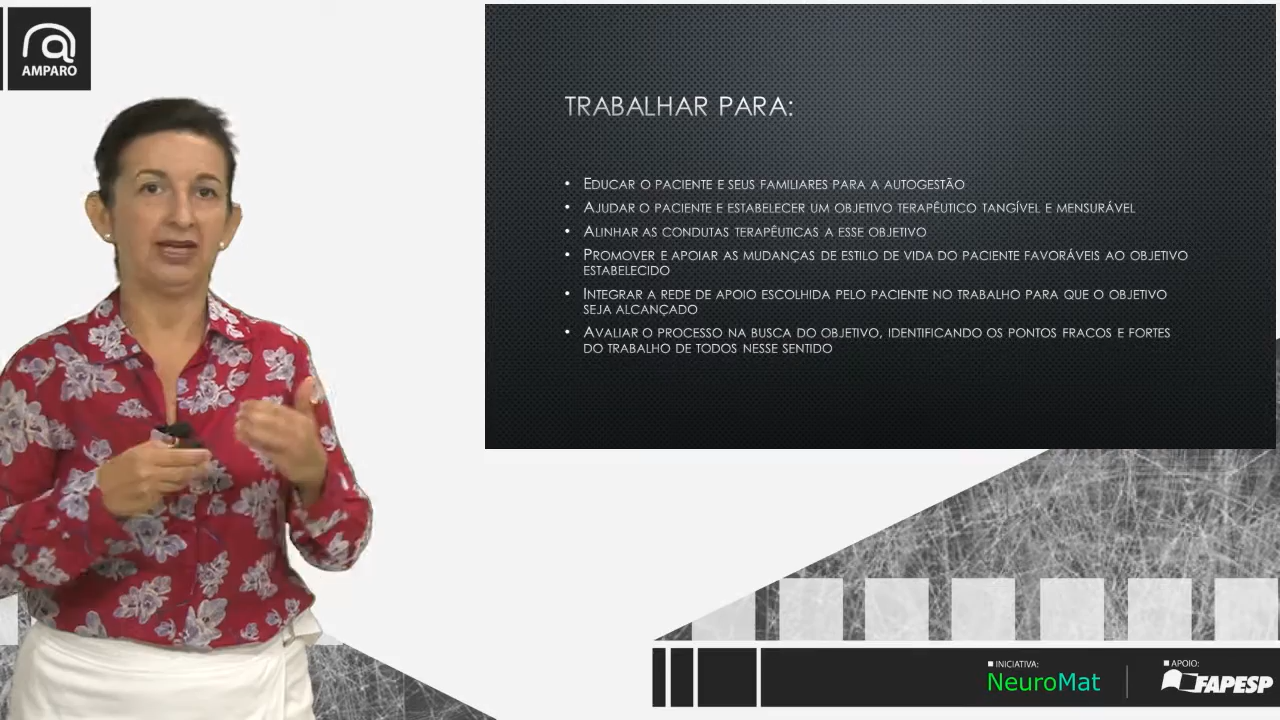 AMPARO
TRABALHAR PARA:
• EDUCAR O PACIENTE E SEUS FAMILIARES PARA A AUTOGESTÃO
• AJUDAR O PACIENTE E ESTABELECER UM OBJETIVO TERAPÊUTICO TANGÍVEL E MENSURÁVEL
• ALINHAR AS CONDUTAS TERAPÊUTICAS A ESSE OBJETIVO
• PROMOVER E APOIAR AS MUDANÇAS DE ESTILO DE VIDA DO PACIENTE FAVORÁVEIS AO OBJETIVO
ESTABELECIDO
• INTEGRAR A REDE DE APOIO ESCOLHIDA PELO PACIENTE NO TRABALHO PARA QUE O OBJETIVO
SEJA ALCANÇADO
• AVALIAR O PROCESSO NA BUSCA DO OBJETIVO, IDENTIFICANDO OS PONTOS FRACOS E FORTES
DO TRABALHO DE TODOS NESSE SENTIDO
INICIATIVA:
NeuroMat
APOIO:
FAPESP